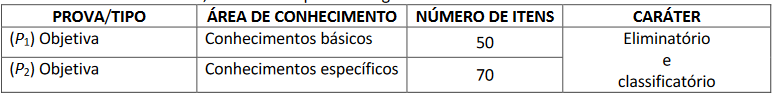 PROVA/TIPO ÁREA DE CONHECIMENTO NÚMERO DE ITENS CARÁTER
(P1) Objetiva Conhecimentos básicos 50 Eliminatório
e
(P2) Objetiva Conhecimentos específicos 70
classificatório